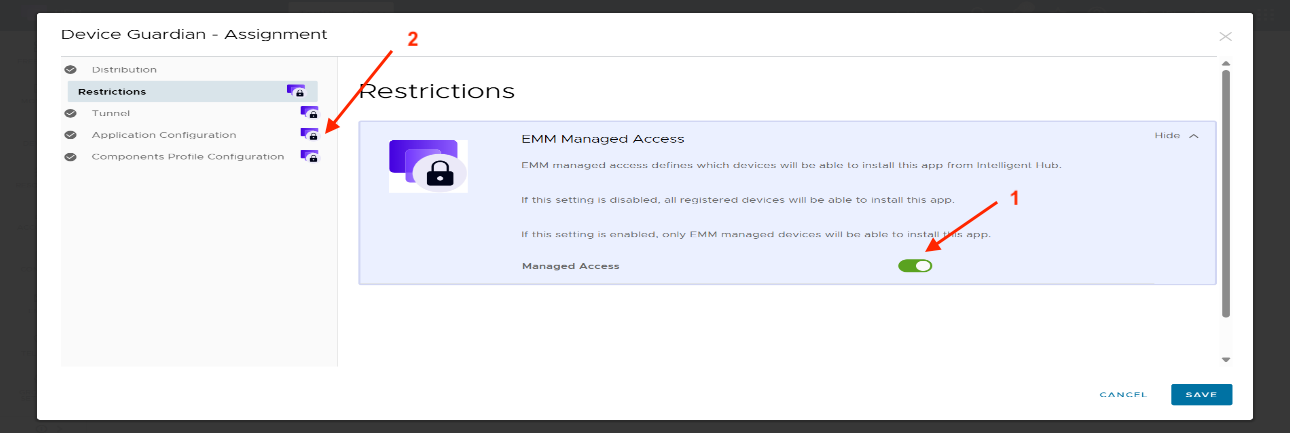 Device Guardian - Assignment
2
Distribution
Restrictions
Tunnel
Application Configuration
Components Profile Configuration
Restrictions
EMM Managed Access
Hide
EMM managed access defines which devices will be able to install this app from Intelligent Hub.
If this setting is disabled, all registered devices will be able to install this app.
1
If this setting is enabled, only EMM managed devices will be able to install this app.
Managed Access
CANCEL
SAVE